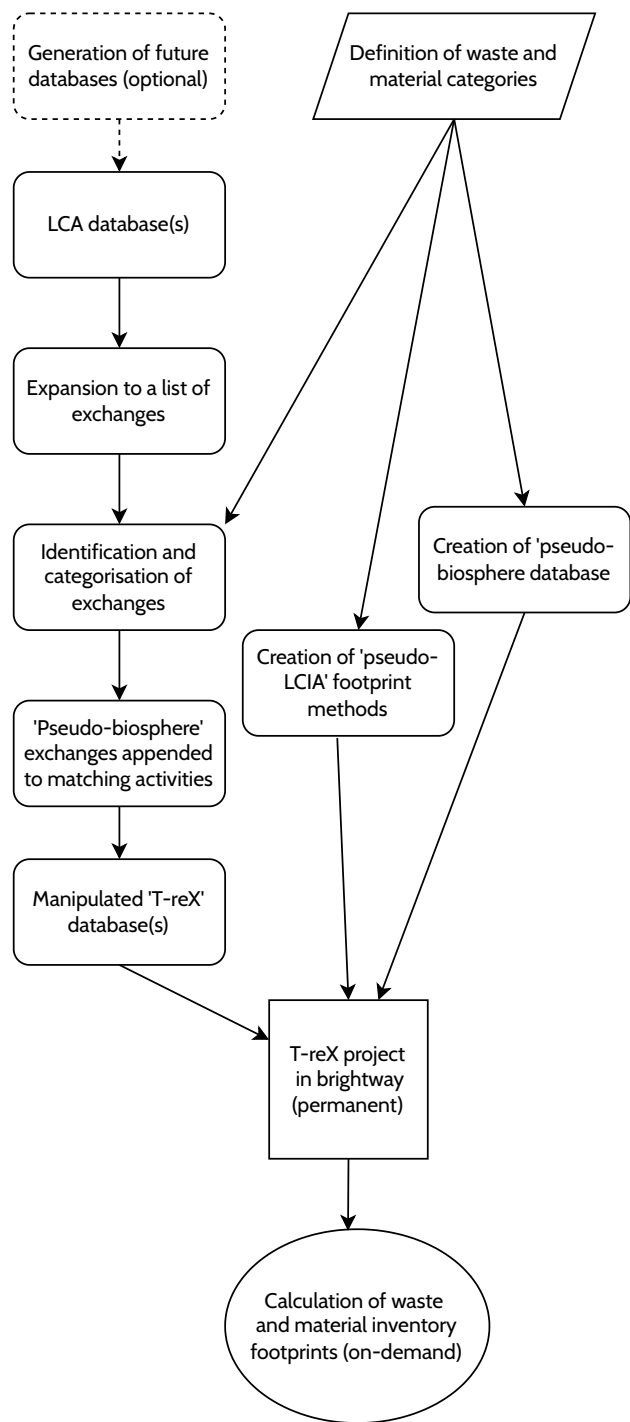 Generation of future
databases (optional)
Definition of waste and
material categories
LCA database(s)
Expansion to a list of
exchanges
Identification and
categorisation of
exchanges
Creation of 'pseudo-
biosphere database
Creation of 'pseudo-
LCIA' footprint
methods
'Pseudo-biosphere'
exchanges appended
to matching activities
Manipulated 'T-reX'
database(s)
T-reX project
in brightway
(permanent)
Calculation of waste
and material inventory
footprints (on-demand)